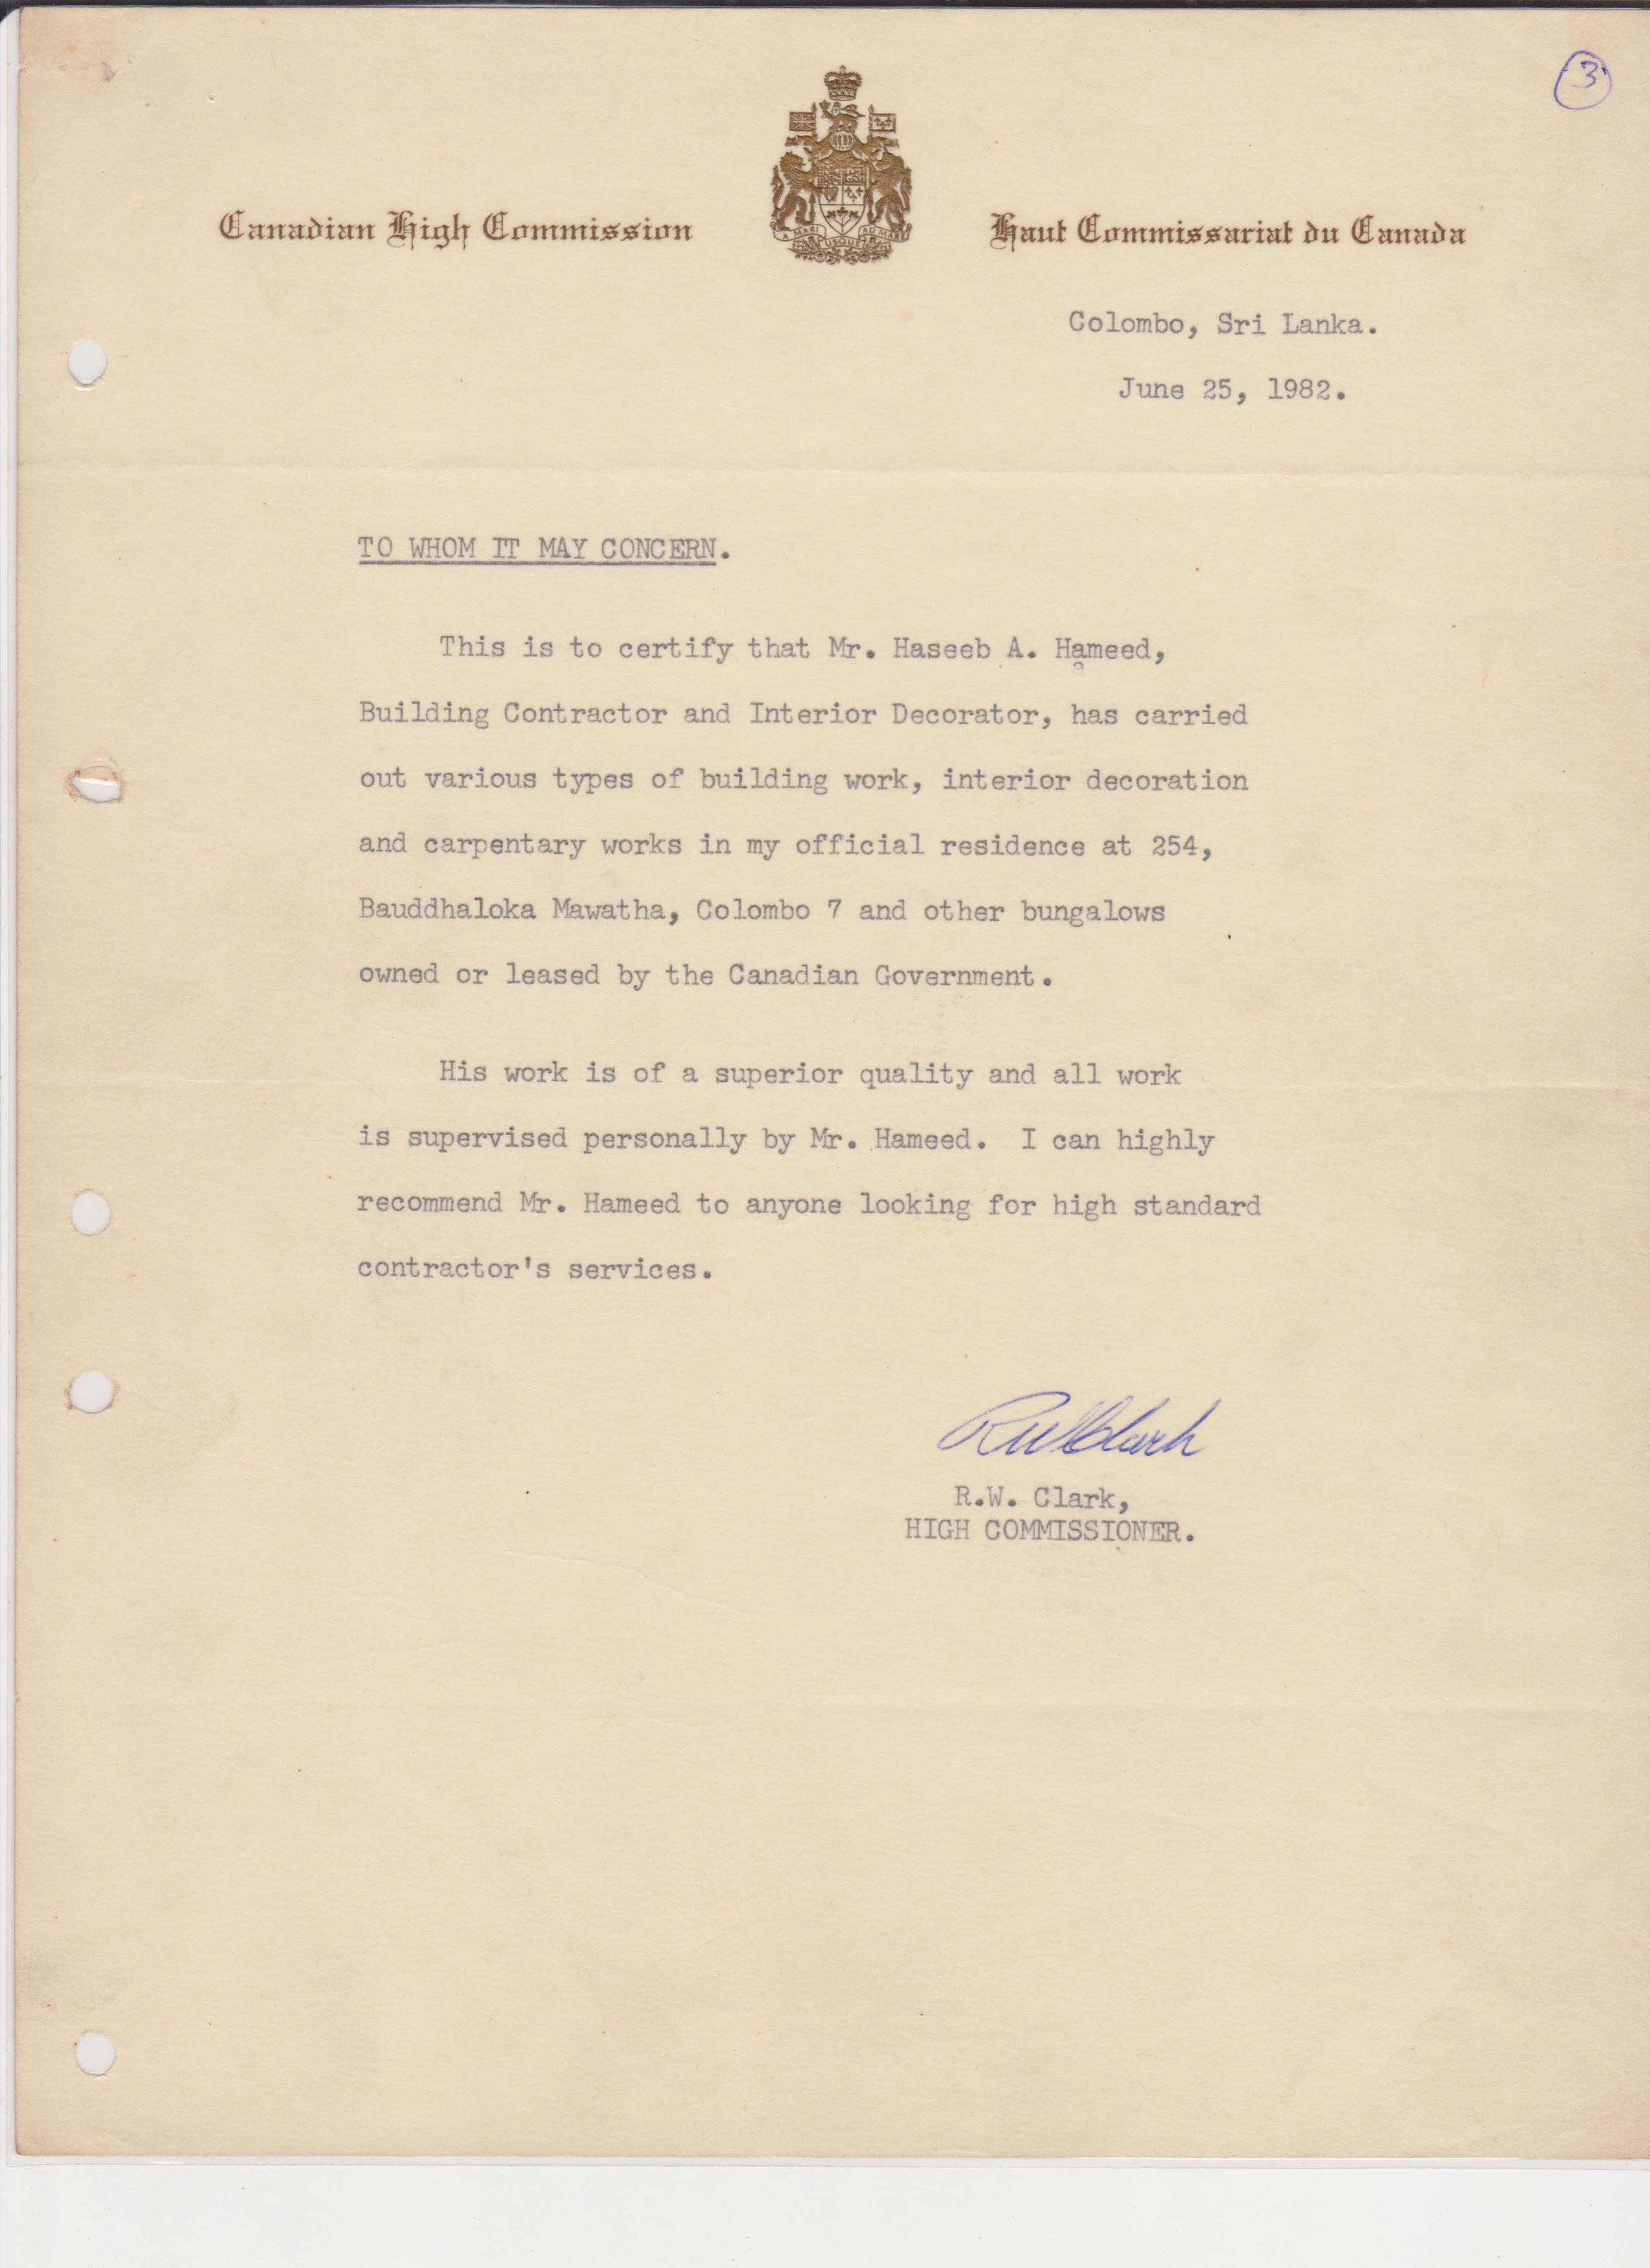 3
Canadian High Commission
Haut Commissariat du Canada
A MARI USQUE AD MARE
Colombo, Sri Lanka.
June 25, 1982.
TO WHOM IT MAY CONCERN.
This is to certify that Mr. Haseeb A. Hameed,
Building Contractor and Interior Decorator, has carried
out various types of building work, interior decoration
and carpentary works in my official residence at 254,
Bauddhaloka Mawatha, Colombo 7 and other bungalows
owned or leased by the Canadian Government.
His work is of a superior quality and all work
is supervised personally by Mr. Hameed. I can highly
recommend Mr. Hameed to anyone looking for high standard
contractor's services.
RWClark
R.W. Clark,
HIGH COMMISSIONER.